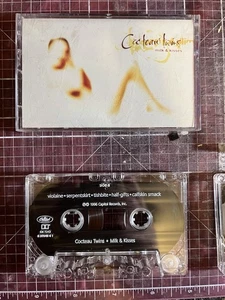 Cocteau Twins
milk & kisses
side a
violaine • serpentskirt • tishbite • half-gifts • calfskin smack
℗© 1996 Capitol Records, Inc.
Cocteau Twins • Milk & Kisses